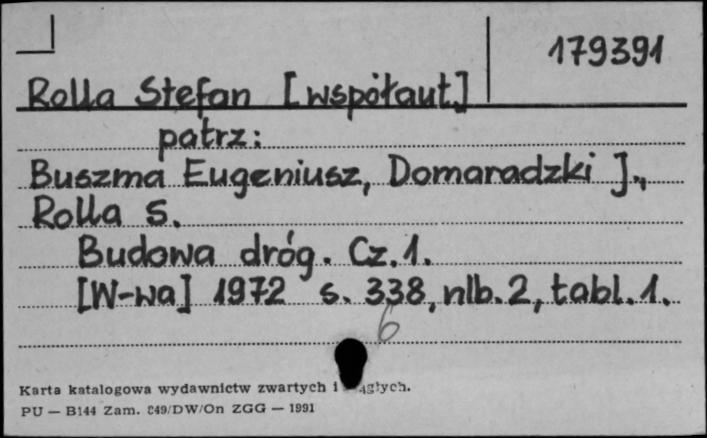 179391
Rolla Stefan [współaut.]
patrz:
Buszma Eugeniusz, Domaradzki J.,
Rolla S.
Budowa dróg. Cz. 1.
[W-wa] 1972 s. 338, nlb. 2, tabl. 1.
6
Karta katalogowa wydawnictw zwartych i
PU — B144 Zam. 849/DW/On ZGG — 1991